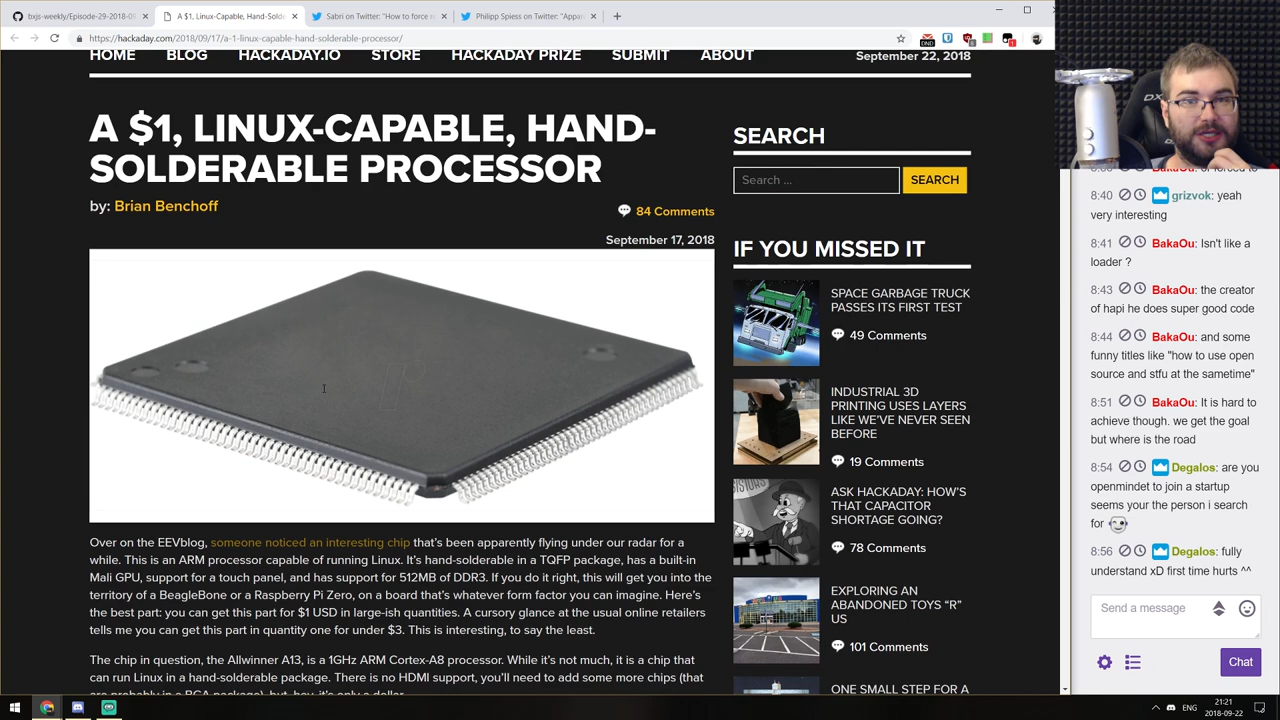 bxjs-weekly/Episode-29-2018-09
A $1, Linux-Capable, Hand-Solde
Sabri on Twitter: "How to force re
Philipp Spiess on Twitter: "Appar
https://hackaday.com/2018/09/17/a-1-linux-capable-hand-solderable-processor/
HOME BLOG HACKADAY.IO STORE HACKADAY PRIZE SUBMIT ABOUT
September 22, 2018
A $1, LINUX-CAPABLE, HAND-
SOLDERABLE PROCESSOR
by: Brian Benchoff
84 Comments
September 17, 2018
Over on the EEVblog, someone noticed an interesting chip that's been apparently flying under our radar for a
while. This is an ARM processor capable of running Linux. It's hand-solderable in a TQFP package, has a built-in
Mali GPU, support for a touch panel, and has support for 512MB of DDR3. If you do it right, this will get you into the
territory of a BeagleBone or a Raspberry Pi Zero, on a board that's whatever form factor you can imagine. Here's
the best part: you can get this part for $1 USD in large-ish quantities. A cursory glance at the usual online retailers
tells me you can get this part in quantity one for under $3. This is interesting, to say the least.
The chip in question, the Allwinner A13, is a 1GHz ARM Cortex-A8 processor. While it's not much, it is a chip that
can run Linux in a hand-solderable package. There is no HDMI support, you'll need to add some more chips (that
are probably in a BGA package), but, hey, it's only a dollar.
SEARCH
Search ...
SEARCH
IF YOU MISSED IT
SPACE GARBAGE TRUCK
PASSES ITS FIRST TEST
49 Comments
INDUSTRIAL 3D
PRINTING USES LAYERS
LIKE WE'VE NEVER SEEN
BEFORE
19 Comments
ASK HACKADAY: HOW'S
THAT CAPACITOR
SHORTAGE GOING?
78 Comments
EXPLORING AN
ABANDONED TOYS "R"
US
101 Comments
ONE SMALL STEP FOR A
BakaOu: or forced to
8:40 grizvok: yeah
very interesting
8:41 BakaOu: Isn't like a
loader ?
8:43 BakaOu: the creator
of hapi he does super good code
8:44 BakaOu: and some
funny titles like "how to use open
source and stfu at the sametime"
8:51 BakaOu: It is hard to
achieve though. we get the goal
but where is the road
8:54 Degalos: are you
openmindet to join a startup
seems your the person i search
for
8:56 Degalos: fully
understand xD first time hurts ^^
Send a message
Chat
ENG
21:21
2018-09-22